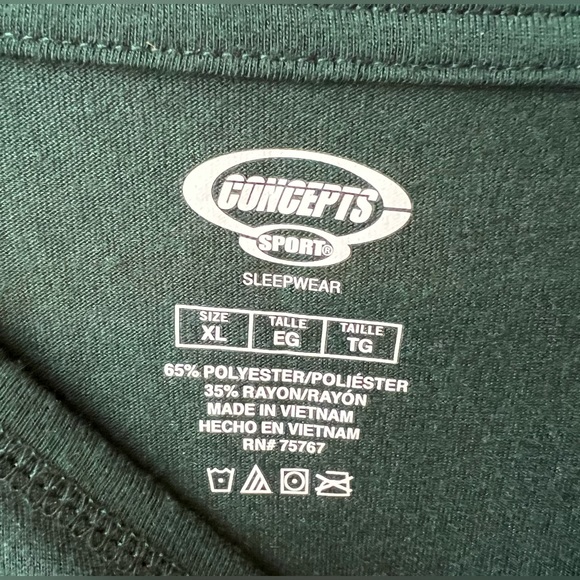 CONCEPTS
SPORT®
SLEEPWEAR
SIZE TALLE TAILLE
XL EG TG
65% POLYESTER/POLIÉSTER
35% RAYON/RAYÓN
MADE IN VIETNAM
HECHO EN VIETNAM
RN# 75767